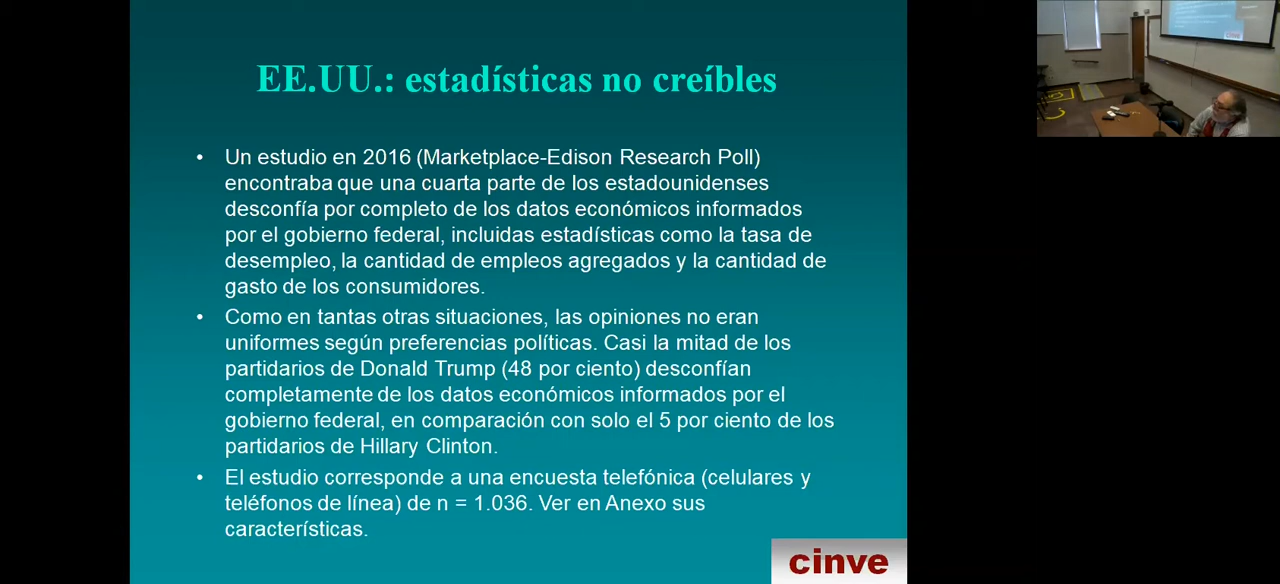 EE.UU.: estadísticas no creíbles
• Un estudio en 2016 (Marketplace-Edison Research Poll)
encontraba que una cuarta parte de los estadounidenses
desconfía por completo de los datos económicos informados
por el gobierno federal, incluidas estadísticas como la tasa de
desempleo, la cantidad de empleos agregados y la cantidad de
gasto de los consumidores.
• Como en tantas otras situaciones, las opiniones no eran
uniformes según preferencias políticas. Casi la mitad de los
partidarios de Donald Trump (48 por ciento) desconfían
completamente de los datos económicos informados por el
gobierno federal, en comparación con solo el 5 por ciento de los
partidarios de Hillary Clinton.
• El estudio corresponde a una encuesta telefónica (celulares y
teléfonos de línea) de n = 1.036. Ver en Anexo sus
características.
cinve
cinve